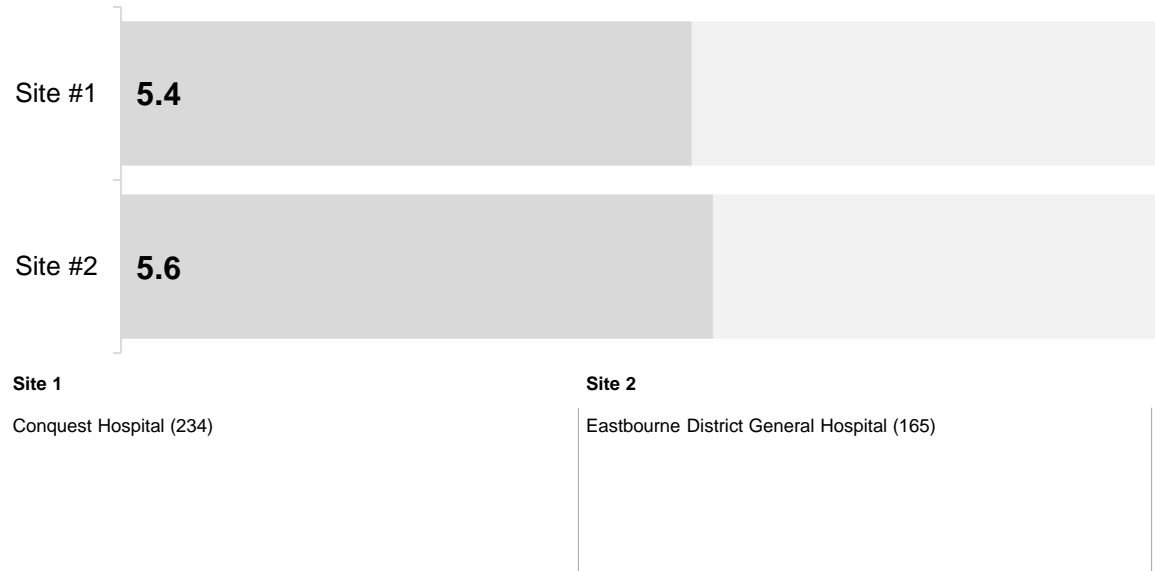 Site #1 5.4
Site #2 5.6
Site 1
Conquest Hospital (234)
Site 2
Eastbourne District General Hospital (165)